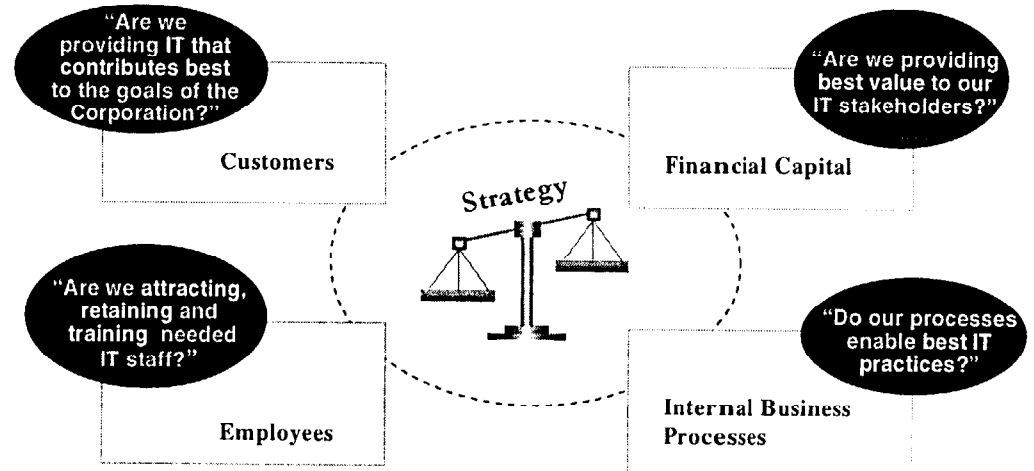 “Are we
providing IT that
contributes best
to the goals of the
Corporation?”
Customers
“Are we providing
best value to our
IT stakeholders?”
Financial Capital
Strategy
“Are we attracting,
retaining and
training needed
IT staff?”
Employees
“Do our processes
enable best IT
practices?”
Internal Business
Processes